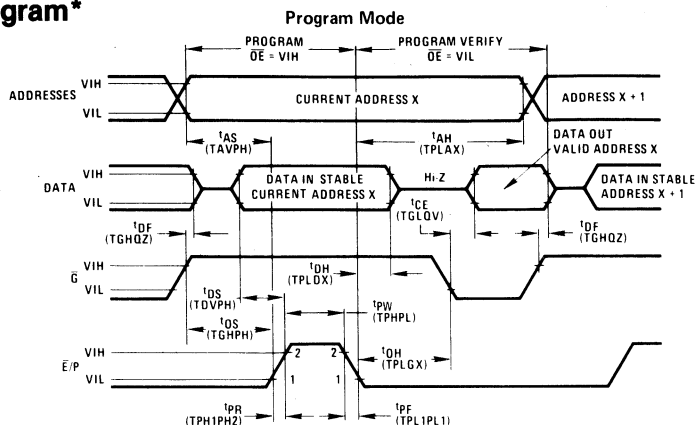 gram*
Program Mode
PROGRAM
OE = VIH
PROGRAM VERIFY
OE = VIL
ADDRESSES
VIH
VIL
CURRENT ADDRESS X
ADDRESS X + 1
tAS
(TAVPH)
tAH
(TPLAX)
DATA OUT
VALID ADDRESS X
DATA
VIH
VIL
DATA IN STABLE
CURRENT ADDRESS X
Hi-Z
DATA IN STABLE
ADDRESS X + 1
tCE
(TGLQV)
tDF
(TGHQZ)
tDF
(TGHQZ)
G
VIH
VIL
tDH
(TPLDX)
tDS
(TDVPH)
tPW
(TPHPL)
tOS
(TGHPH)
tOH
(TPLGX)
E/P
VIH
VIL
2 2
1 1
tPR
(TPH1PH2)
tPF
(TPL1PL1)